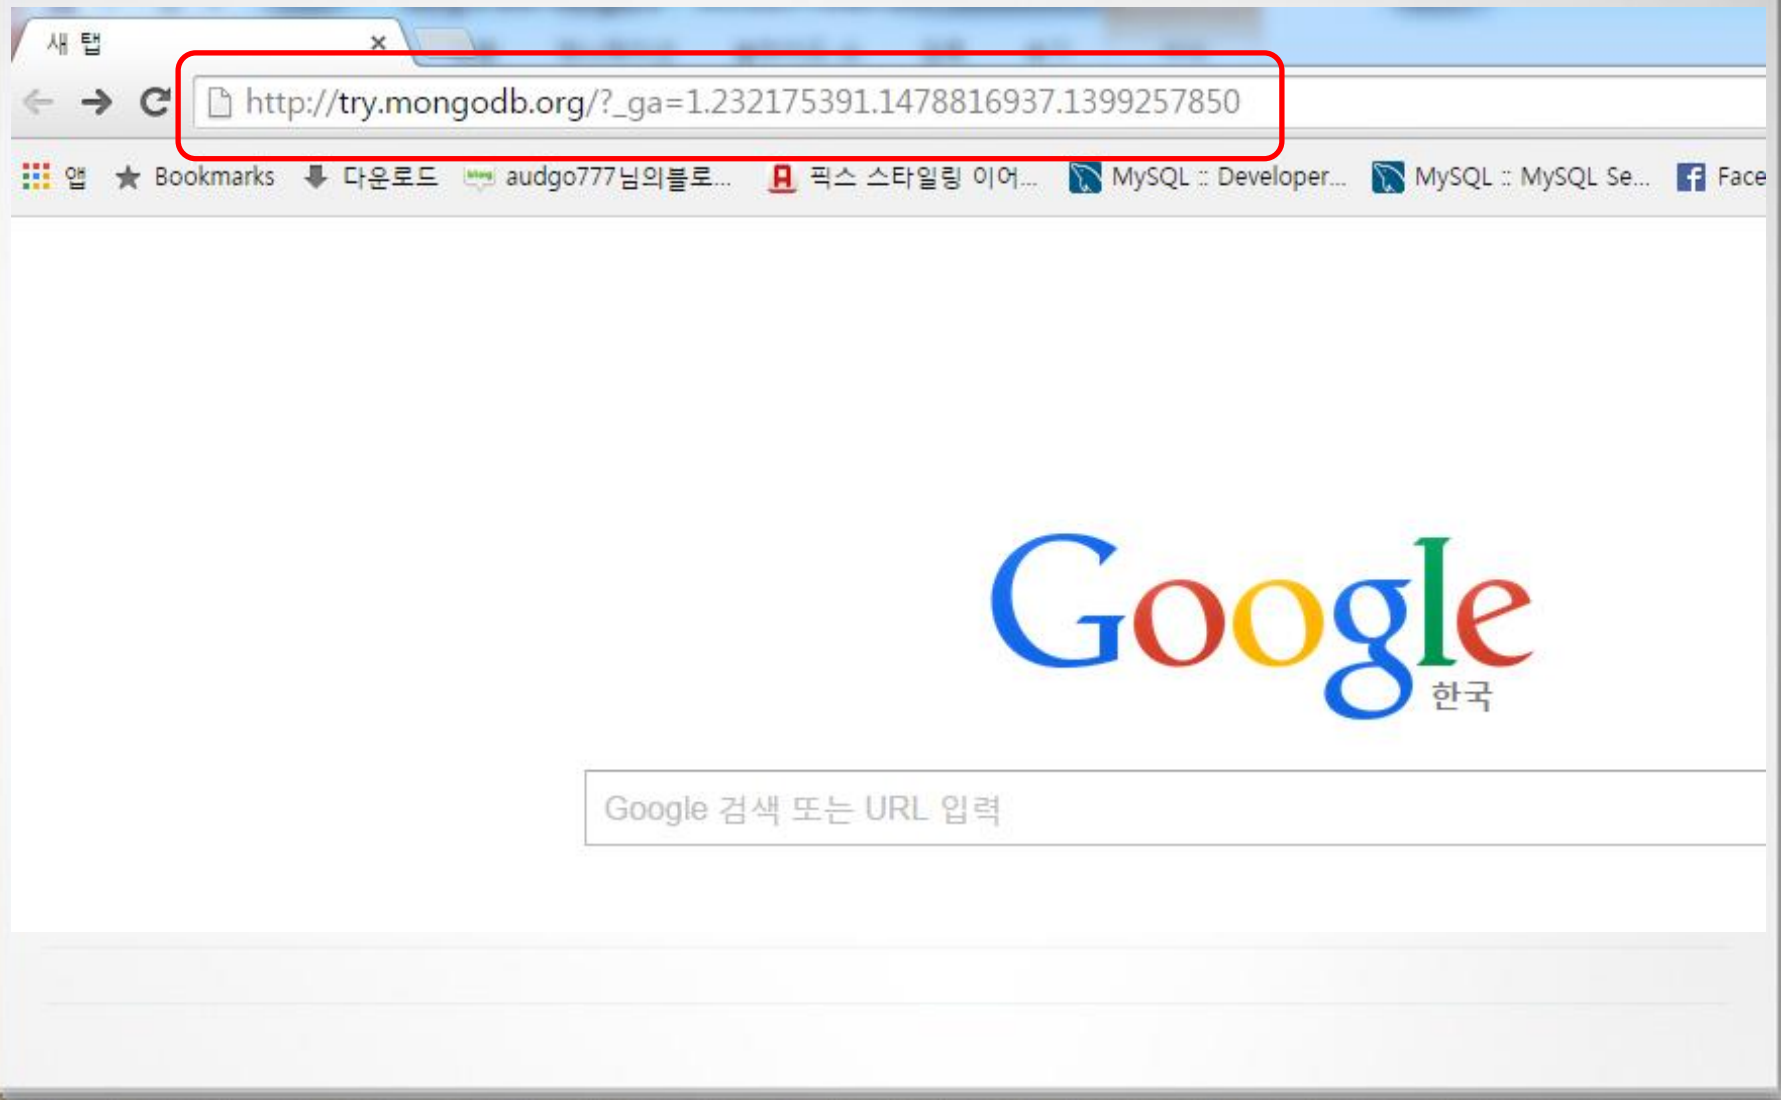 새 탭
http://try.mongodb.org/?_ga=1.232175391.1478816937.1399257850
앱 Bookmarks 다운로드 audgo777님의블로... 픽스 스타일링 이어... MySQL :: Developer... MySQL :: MySQL Se... Face
Google
한국
Google 검색 또는 URL 입력